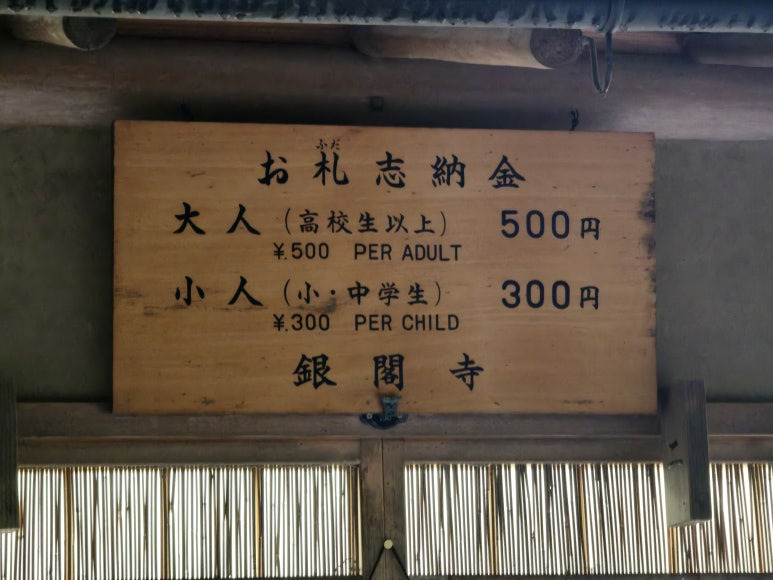 ふだ
お札志納金
大人（高校生以上） 500円
¥.500 PER ADULT
小人（小・中学生） 300円
¥.300 PER CHILD
銀閣寺